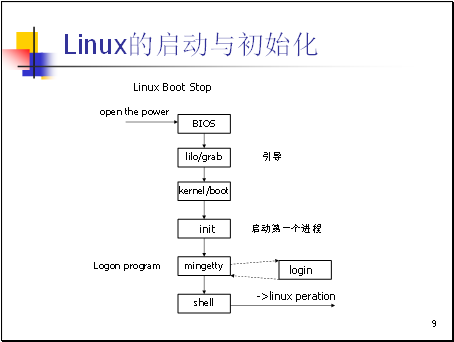 Linux的启动与初始化
Linux Boot Stop
open the power
BIOS
lilo/grab
引导
kernel/boot
init
启动第一个进程
Logon program
mingetty
login
shell
->linux peration
9